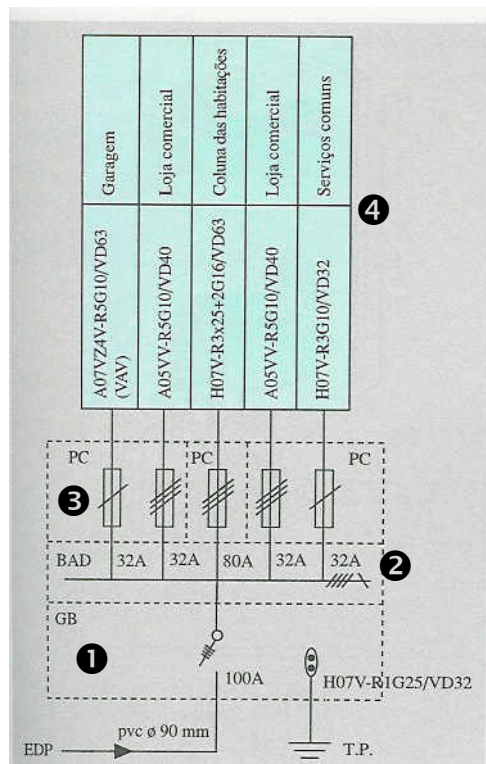 Garagem
Loja comercial
Coluna das habitações
Loja comercial
Serviços comuns
4
A07VZ4V-R5G10/VD63
(VAV)
A05VV-R5G10/VD40
H07V-R3x25+2G16/VD63
A05VV-R5G10/VD40
H07V-R3G10/VD32
PC
PC
PC
3
BAD
32A
32A
80A
32A
32A
2
GB
1
100A
H07V-R1G25/VD32
pvc ø 90 mm
EDP
T.P.